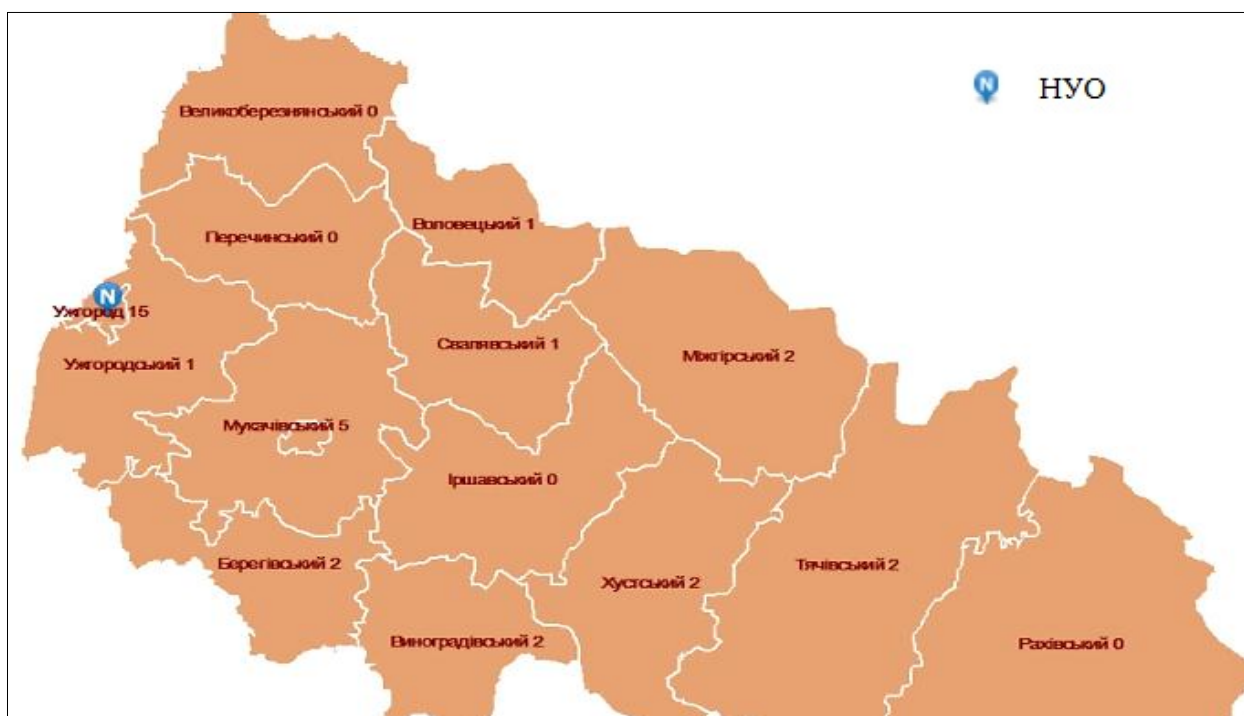 N НУО
Великоберезнянський 0
Воловецький 1
Перечинський 0
N
Ужгород 15
Свалявський 1
Міжгірський 2
Ужгородський 1
Мукачівський 5
Іршавський 0
Берегівський 2
Хустський 2
Тячівський 2
Виноградівський 2
Рахівський 0